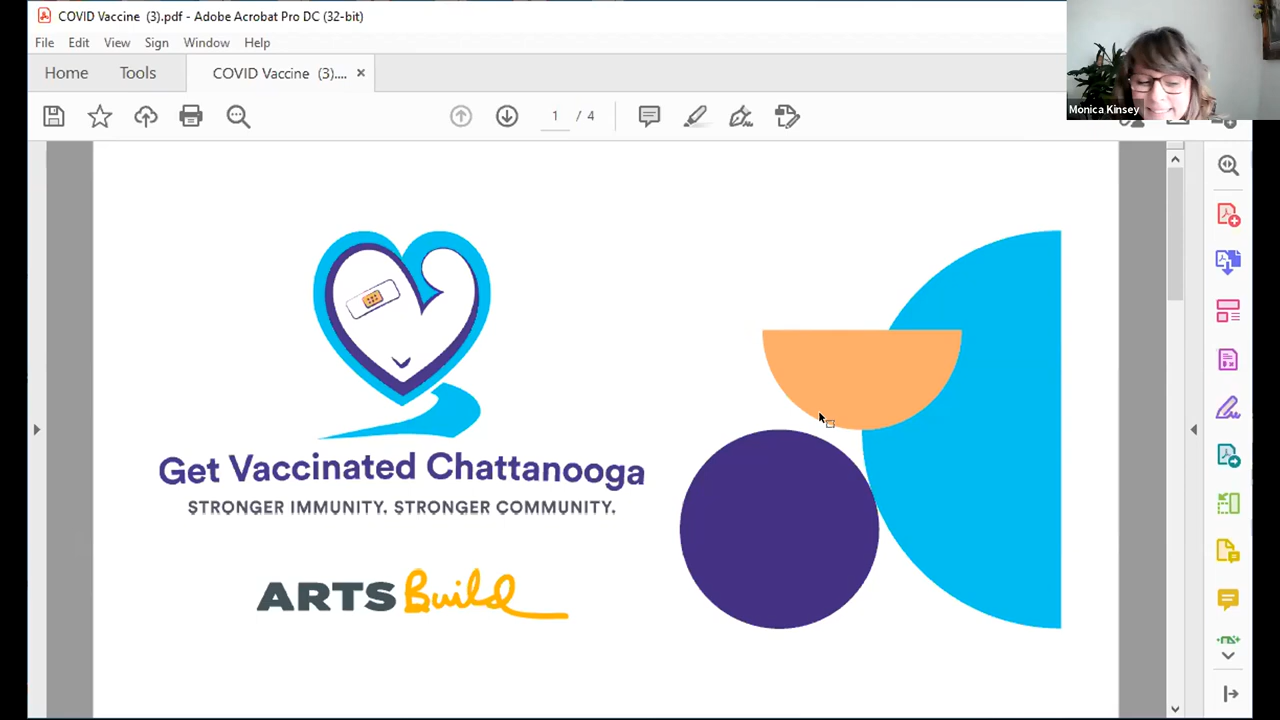 COVID Vaccine (3).pdf - Adobe Acrobat Pro DC (32-bit)
File Edit View Sign Window Help
Home Tools COVID Vaccine (3).... ×
1 / 4
Monica Kinsey
Get Vaccinated Chattanooga
STRONGER IMMUNITY. STRONGER COMMUNITY.
ARTS Build